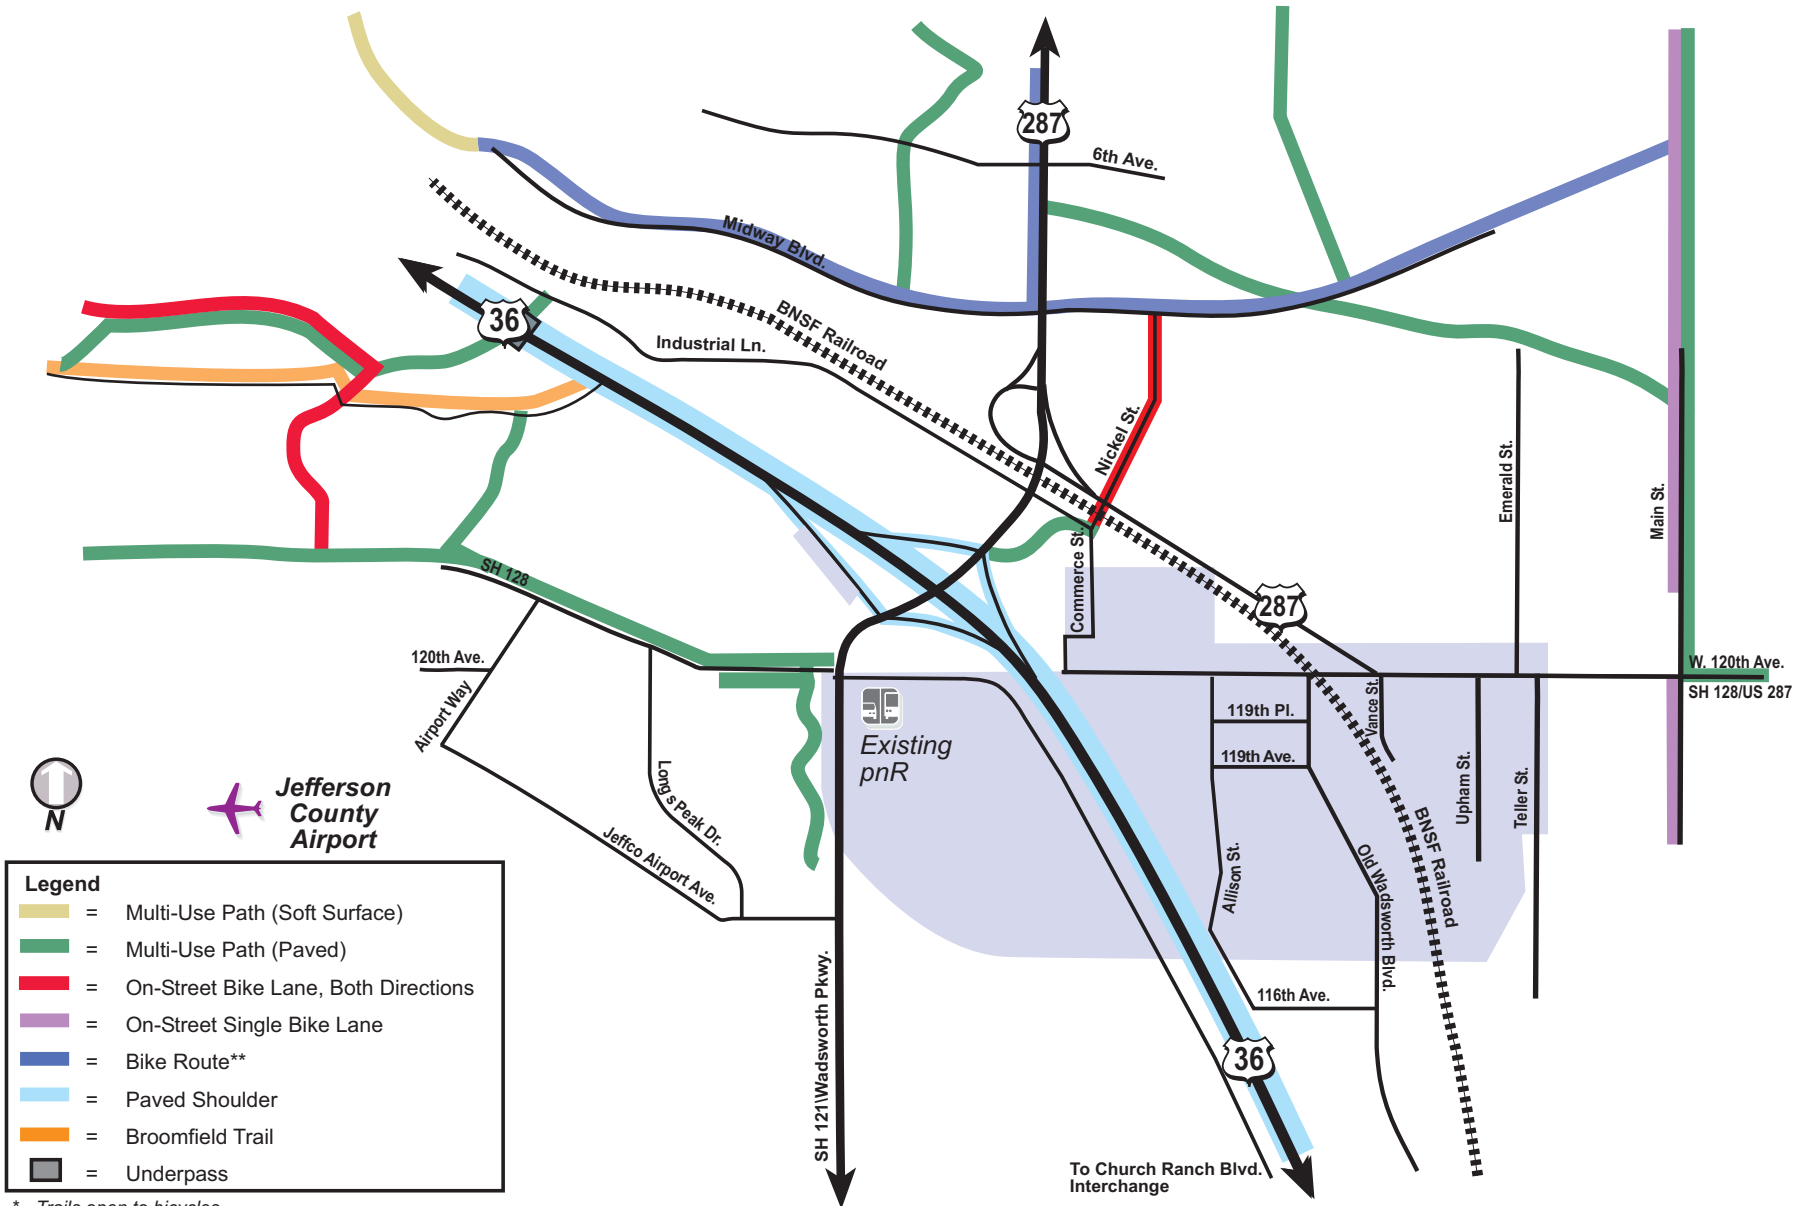 287
6th Ave.
Midway Blvd.
BNSF Railroad
36
Industrial Ln.
Nickel St.
Emerald St.
Main St.
SH 128
Commerce St.
287
120th Ave.
W. 120th Ave.
SH 128/US 287
Airport Way
119th Pl.
Vance St.
Existing
pnR
119th Ave.
Upham St.
Teller St.
Longs Peak Dr.
N
Jefferson
County
Airport
Jeffco Airport Ave.
Allison St.
Old Wadsworth Blvd.
BNSF Railroad
SH 121\Wadsworth Pkwy.
116th Ave.
36
To Church Ranch Blvd.
Interchange
Legend
= Multi-Use Path (Soft Surface)
= Multi-Use Path (Paved)
= On-Street Bike Lane, Both Directions
= On-Street Single Bike Lane
= Bike Route**
= Paved Shoulder
= Broomfield Trail
= Underpass
* Trails open to bicycles